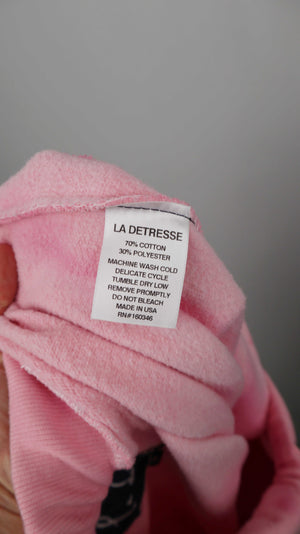 LA DETRESSE
70% COTTON
30% POLYESTER
MACHINE WASH COLD
DELICATE CYCLE
TUMBLE DRY LOW
REMOVE PROMPTLY
DO NOT BLEACH
MADE IN USA
RN#160346